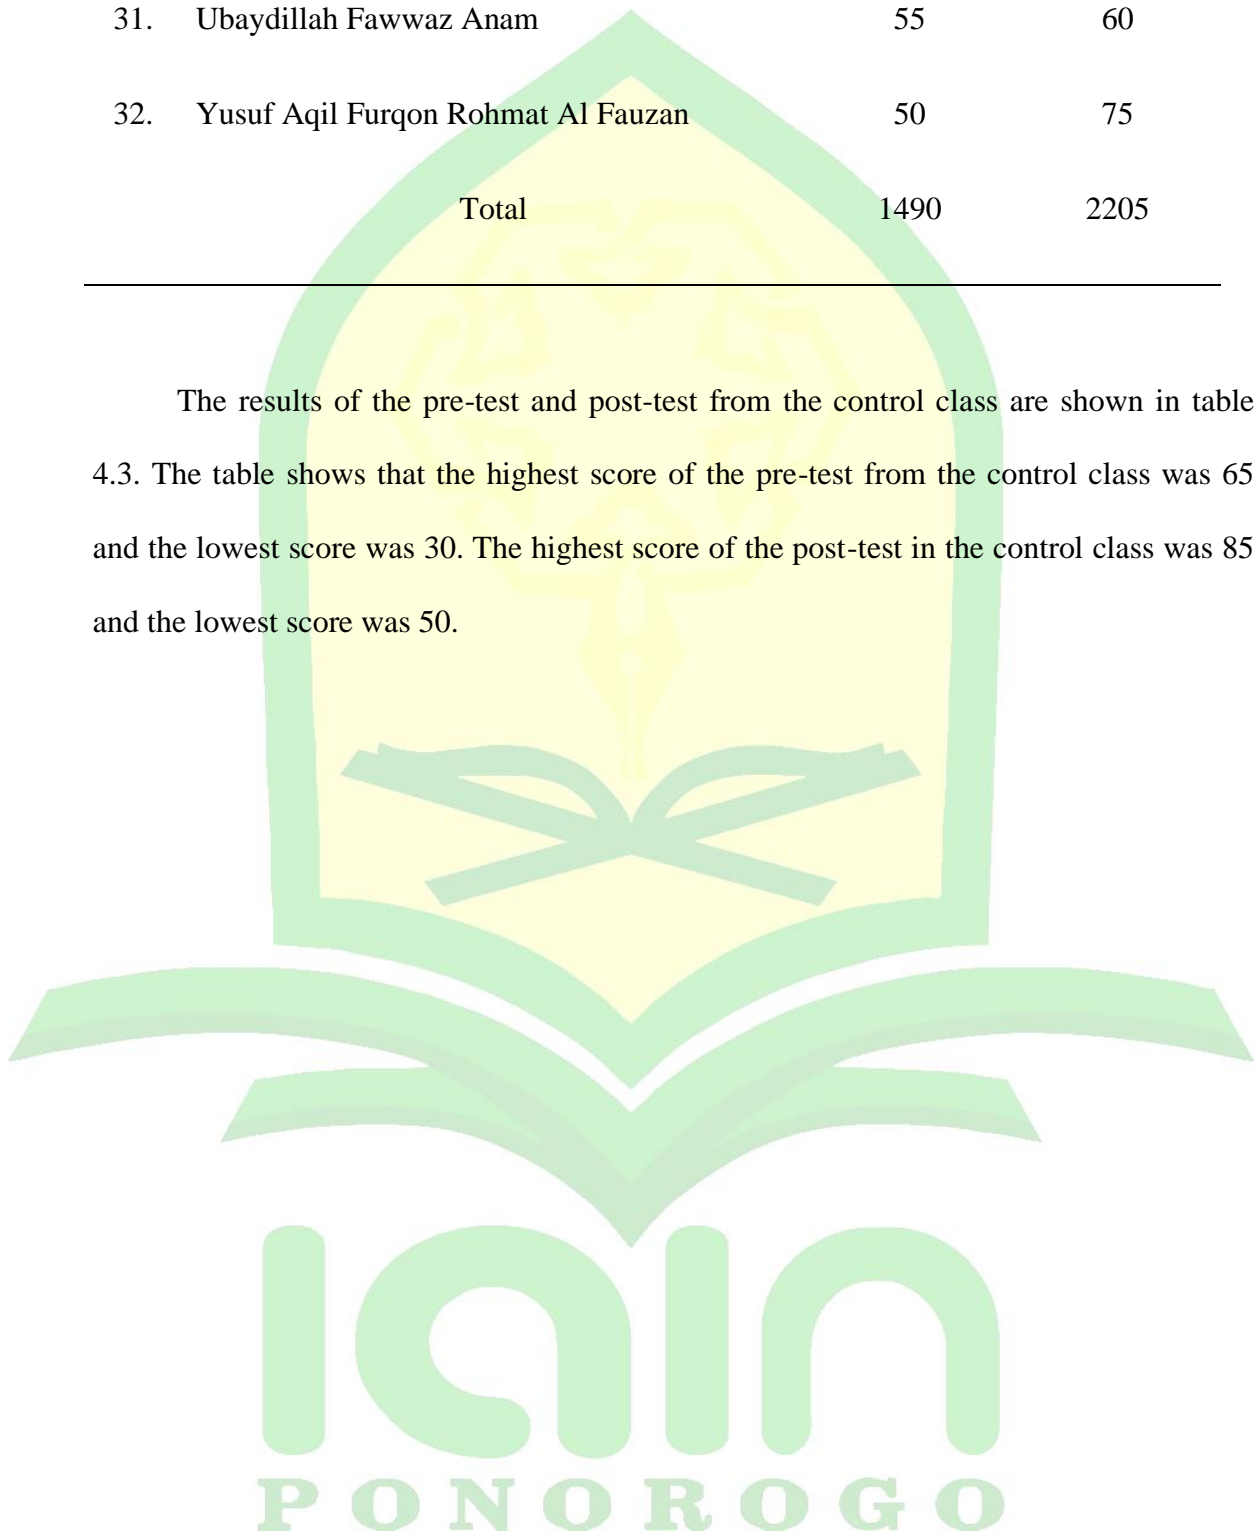 31. Ubaydillah Fawwaz Anam 55 60
32. Yusuf Aqil Furqon Rohmat Al Fauzan 50 75
Total 1490 2205
The results of the pre-test and post-test from the control class are shown in table
4.3. The table shows that the highest score of the pre-test from the control class was 65
and the lowest score was 30. The highest score of the post-test in the control class was 85
and the lowest score was 50.
iain
PONOROGO